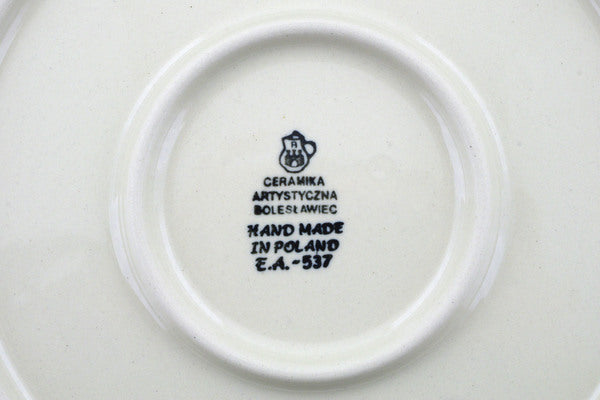 A
CERAMIKA
ARTYSTYCZNA
BOLESŁAWIEC
HAND MADE
IN POLAND
E.A.-537